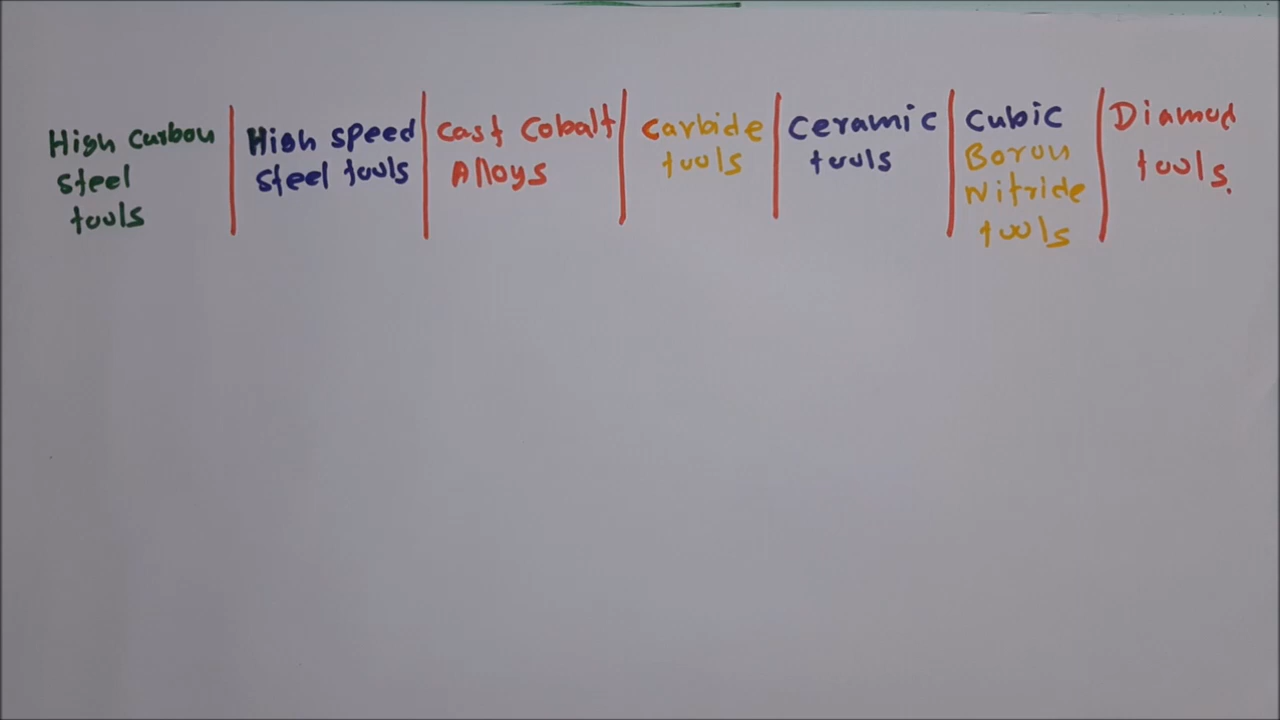 High carbon
steel
tools
High speed
steel tools
Cast Cobalt
Alloys
Carbide
tools
Ceramic
tools
Cubic
Boron
Nitride
tools
Diamod
tools.